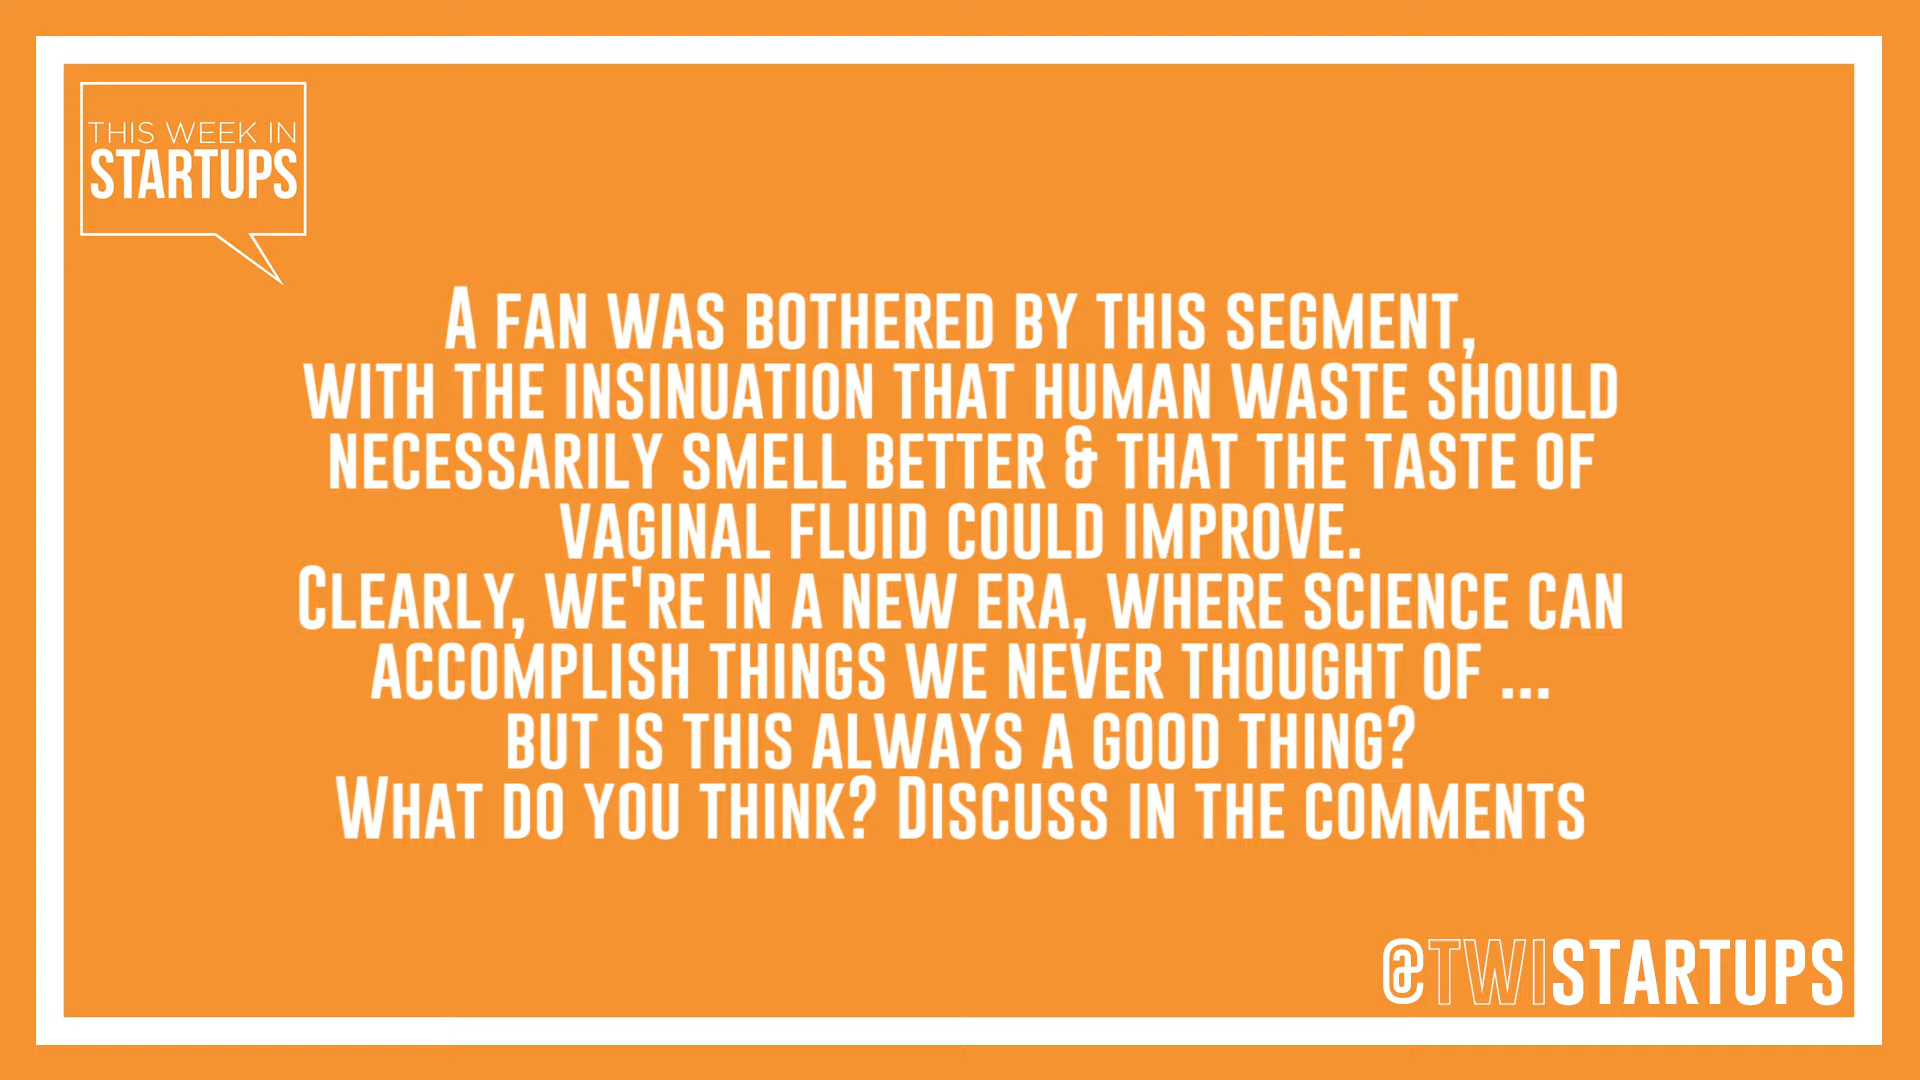 THIS WEEK IN
STARTUPS
A FAN WAS BOTHERED BY THIS SEGMENT,
WITH THE INSINUATION THAT HUMAN WASTE SHOULD
NECESSARILY SMELL BETTER & THAT THE TASTE OF
VAGINAL FLUID COULD IMPROVE.
CLEARLY, WE'RE IN A NEW ERA, WHERE SCIENCE CAN
ACCOMPLISH THINGS WE NEVER THOUGHT OF ...
BUT IS THIS ALWAYS A GOOD THING?
WHAT DO YOU THINK? DISCUSS IN THE COMMENTS
@TWISTARTUPS